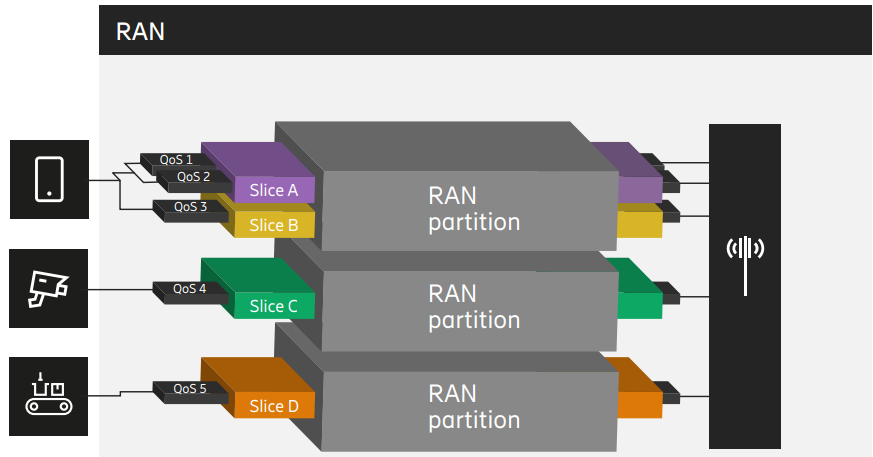 RAN
QoS 1
QoS 2
Slice A
QoS 3
Slice B
RAN
partition
QoS 4
Slice C
RAN
partition
QoS 5
Slice D
RAN
partition